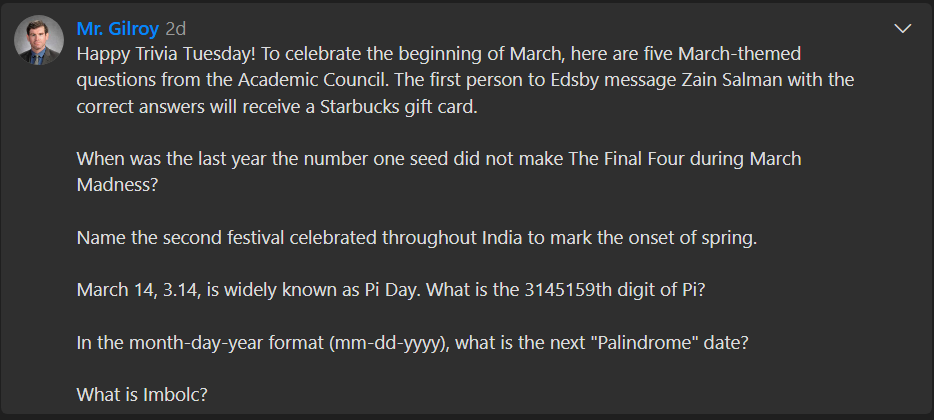 Mr. Gilroy 2d
Happy Trivia Tuesday! To celebrate the beginning of March, here are five March-themed
questions from the Academic Council. The first person to Edsby message Zain Salman with the
correct answers will receive a Starbucks gift card.
When was the last year the number one seed did not make The Final Four during March
Madness?
Name the second festival celebrated throughout India to mark the onset of spring.
March 14, 3.14, is widely known as Pi Day. What is the 3145159th digit of Pi?
In the month-day-year format (mm-dd-yyyy), what is the next "Palindrome" date?
What is Imbolc?